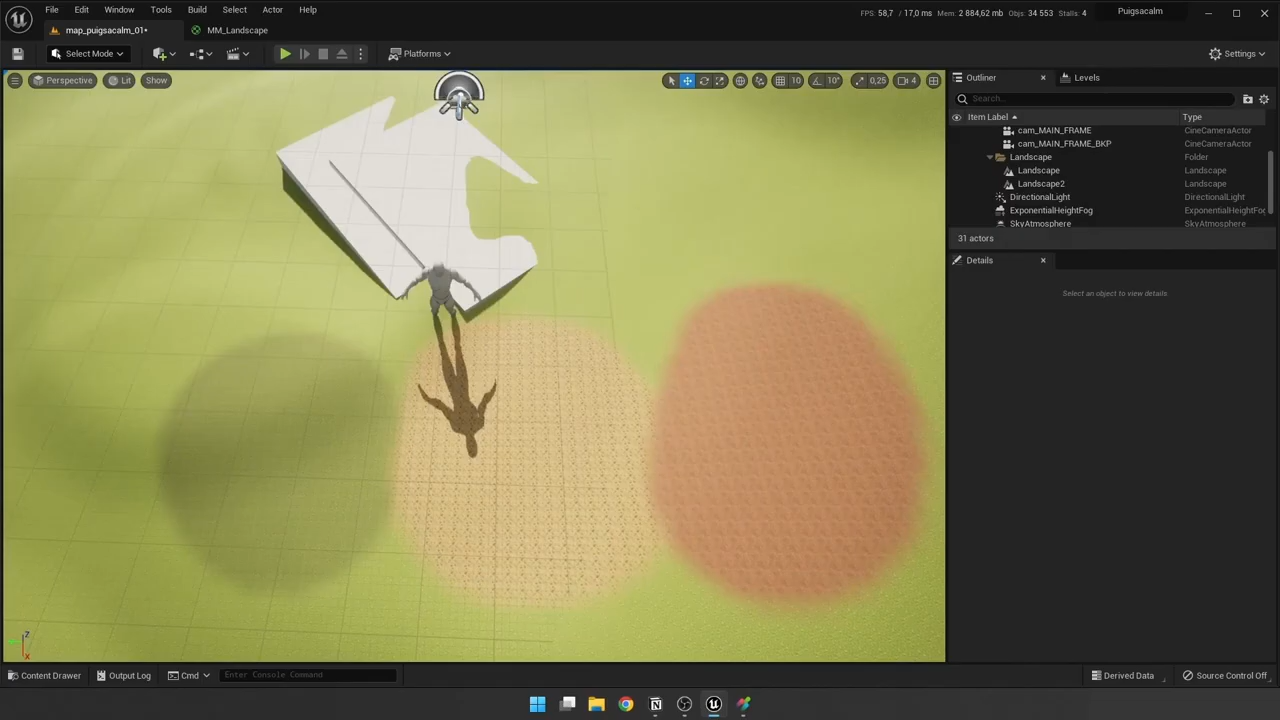 File Edit Window Tools Build Select Actor Help
FPS: 58,7 / 17,0 ms Mem: 2 884,62 mb Objs: 34 553 Stalls: 4 Puigsacalm
map_puigsacalm_01• MM_Landscape
Select Mode Platforms Settings
Perspective Lit Show 10 10° 0,25 4
Outliner Levels
Search...
Item Label Type
cam_MAIN_FRAME CineCameraActor
cam_MAIN_FRAME_BKP CineCameraActor
Landscape Folder
Landscape Landscape
Landscape2 Landscape
DirectionalLight DirectionalLight
ExponentialHeightFog ExponentialHeightFo
SkyAtmosphere SkyAtmosphere
31 actors
Details
Select an object to view details
Z
X
Content Drawer Output Log Cmd Enter Console Command Derived Data Source Control Off